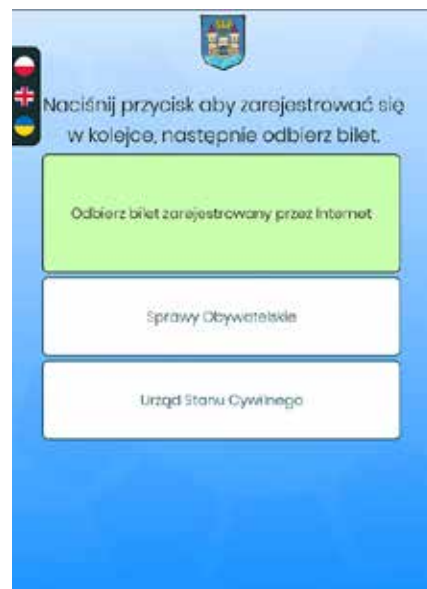 Naciśnij przycisk aby zarejestrować się
w kolejce, następnie odbierz bilet.
Odbierz bilet zarejestrowany przez Internet
Sprawy Obywatelskie
Urząd Stanu Cywilnego